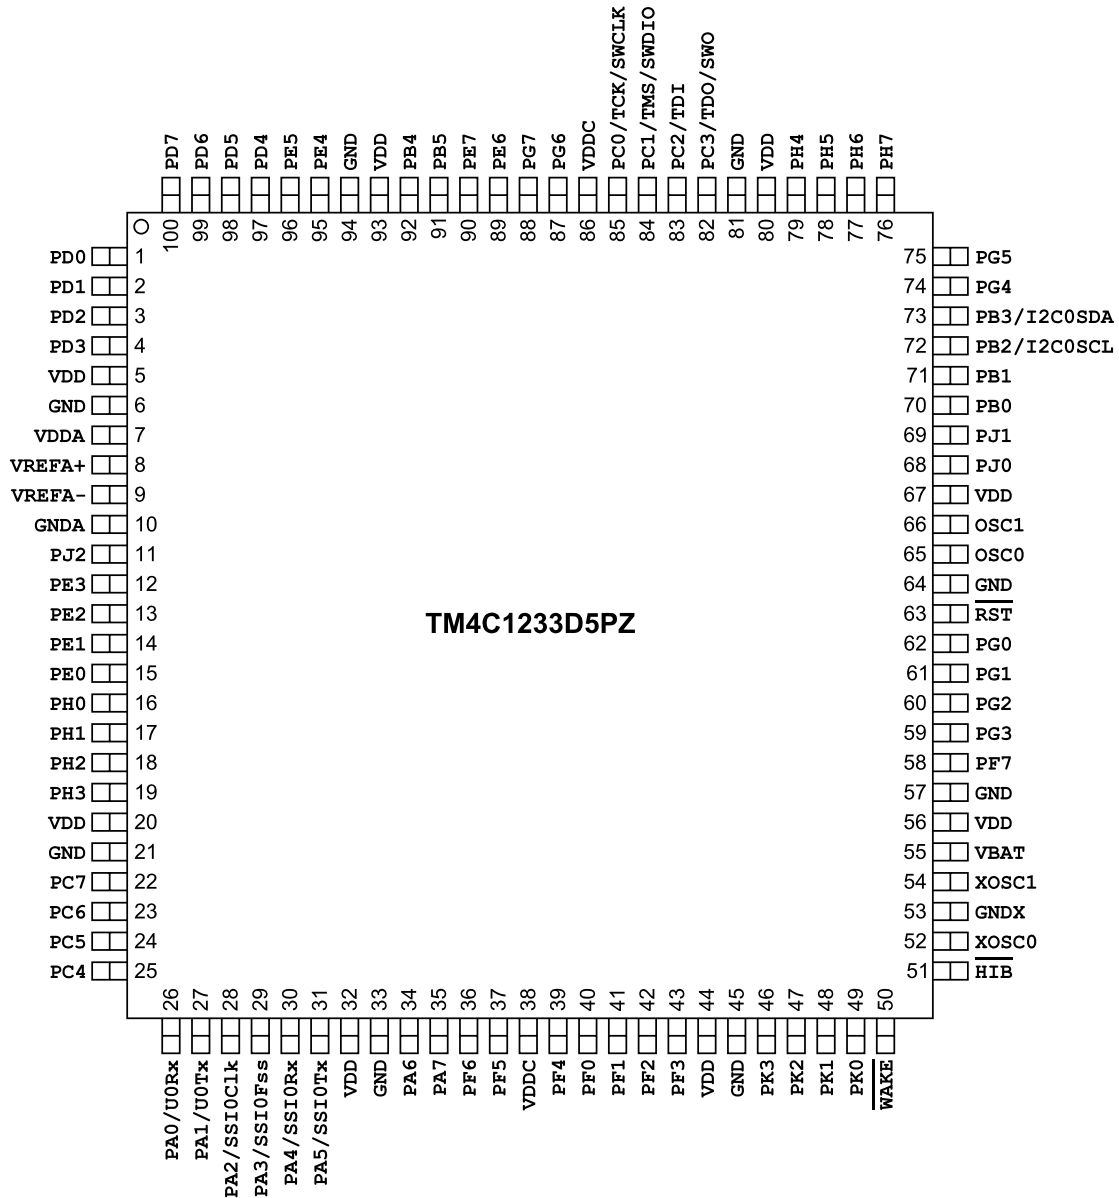 PC0/TCK/SWCLK
PC1/TMS/SWDIO
PC2/TDI
PC3/TDO/SWO
PD7
PD6
PD5
PD4
PE5
PE4
GND
VDD
PB4
PB5
PE7
PE6
PG7
PG6
VDDC
GND
VDD
PH4
PH5
PH6
PH7
100
99
98
97
96
95
94
93
92
91
90
89
88
87
86
85
84
83
82
81
80
79
78
77
76
PD0 1
PD1 2
PD2 3
PD3 4
VDD 5
GND 6
VDDA 7
VREFA+ 8
VREFA- 9
GNDA 10
PJ2 11
PE3 12
PE2 13
PE1 14
PE0 15
PH0 16
PH1 17
PH2 18
PH3 19
VDD 20
GND 21
PC7 22
PC6 23
PC5 24
PC4 25
TM4C1233D5PZ
75 PG5
74 PG4
73 PB3/I2C0SDA
72 PB2/I2C0SCL
71 PB1
70 PB0
69 PJ1
68 PJ0
67 VDD
66 OSC1
65 OSC0
64 GND
63 RST
62 PG0
61 PG1
60 PG2
59 PG3
58 PF7
57 GND
56 VDD
55 VBAT
54 XOSC1
53 GNDX
52 XOSC0
51 HIB
26
27
28
29
30
31
32
33
34
35
36
37
38
39
40
41
42
43
44
45
46
47
48
49
50
PA0/U0Rx
PA1/U0Tx
PA2/SSI0Clk
PA3/SSI0Fss
PA4/SSI0Rx
PA5/SSI0Tx
VDD
GND
PA6
PA7
PF6
PF5
VDDC
PF4
PF0
PF1
PF2
PF3
VDD
GND
PK3
PK2
PK1
PK0
WAKE